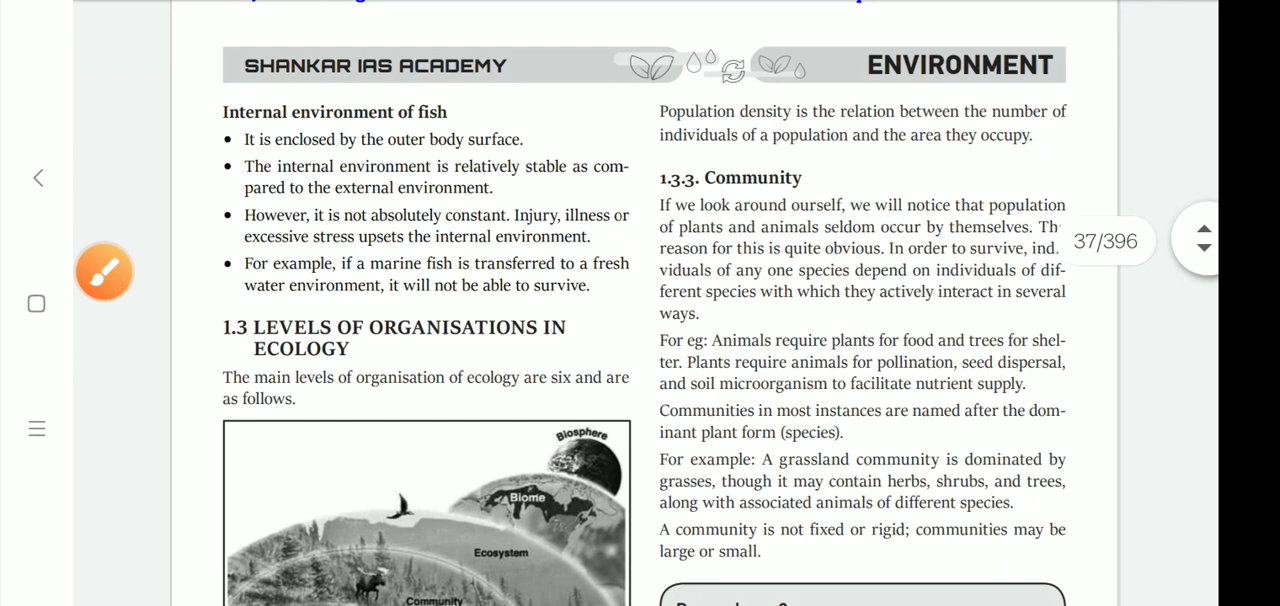 SHANKAR IAS ACADEMY
ENVIRONMENT
Internal environment of fish
• It is enclosed by the outer body surface.
• The internal environment is relatively stable as com-
pared to the external environment.
• However, it is not absolutely constant. Injury, illness or
excessive stress upsets the internal environment.
• For example, if a marine fish is transferred to a fresh
water environment, it will not be able to survive.
1.3 LEVELS OF ORGANISATIONS IN
ECOLOGY
The main levels of organisation of ecology are six and are
as follows.
Biosphere
Biome
Ecosystem
Community
Population density is the relation between the number of
individuals of a population and the area they occupy.
1.3.3. Community
If we look around ourself, we will notice that population
of plants and animals seldom occur by themselves. Th
reason for this is quite obvious. In order to survive, ind
viduals of any one species depend on individuals of dif-
ferent species with which they actively interact in several
ways.
For eg: Animals require plants for food and trees for shel-
ter. Plants require animals for pollination, seed dispersal,
and soil microorganism to facilitate nutrient supply.
Communities in most instances are named after the dom-
inant plant form (species).
For example: A grassland community is dominated by
grasses, though it may contain herbs, shrubs, and trees,
along with associated animals of different species.
A community is not fixed or rigid; communities may be
large or small.
37/396